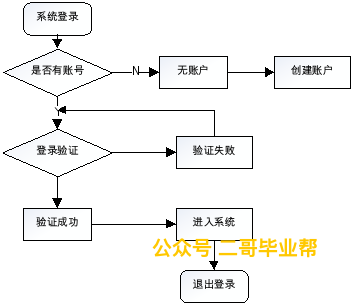 系统登录
是否有账号
N
无账户
创建账户
Y
登录验证
验证失败
验证成功
进入系统
公众号 二哥毕业帮
退出登录